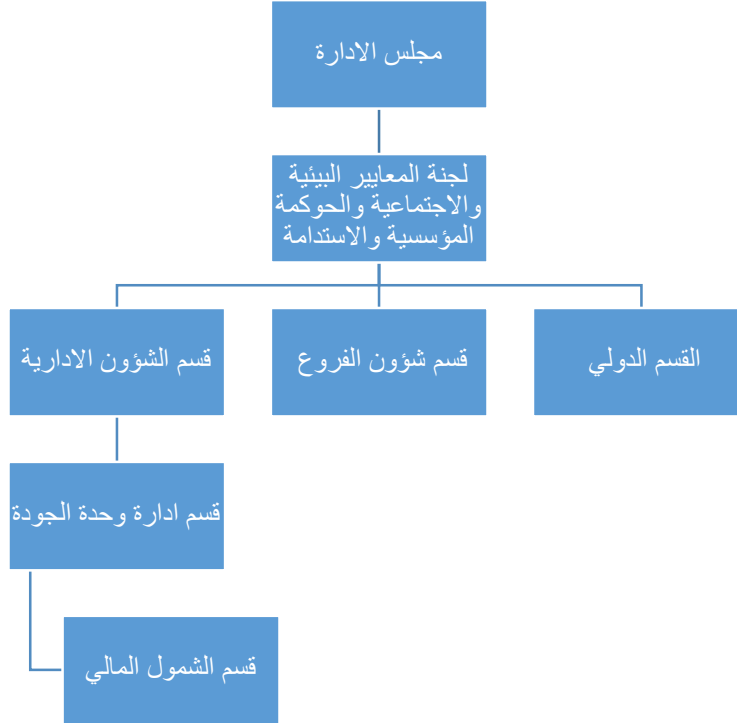 مجلس الادارة
لجنة المعايير البيئية
والاجتماعية والحوكمة
المؤسسية والاستدامة
القسم الدولي
قسم شؤون الفروع
قسم الشؤون الادارية
قسم ادارة وحدة الجودة
قسم الشمول المالي